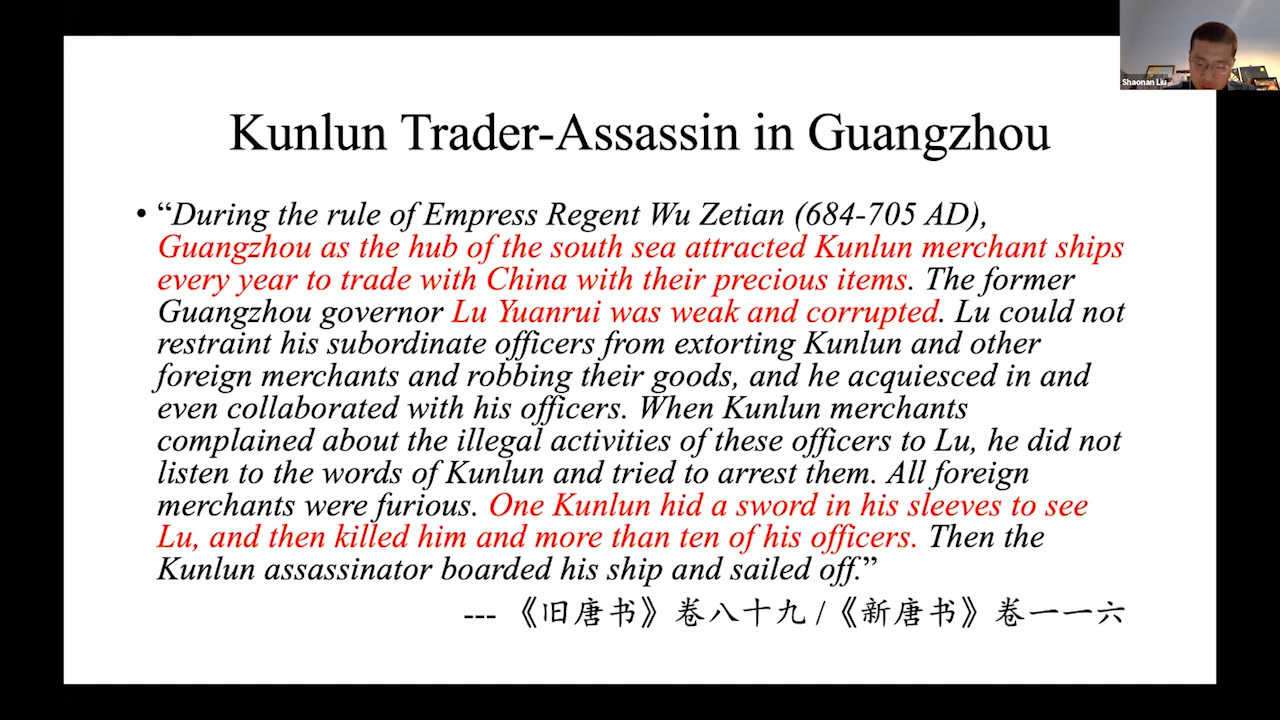 Shaonan Liu
Kunlun Trader-Assassin in Guangzhou
• “During the rule of Empress Regent Wu Zetian (684-705 AD),
Guangzhou as the hub of the south sea attracted Kunlun merchant ships
every year to trade with China with their precious items. The former
Guangzhou governor Lu Yuanrui was weak and corrupted. Lu could not
restraint his subordinate officers from extorting Kunlun and other
foreign merchants and robbing their goods, and he acquiesced in and
even collaborated with his officers. When Kunlun merchants
complained about the illegal activities of these officers to Lu, he did not
listen to the words of Kunlun and tried to arrest them. All foreign
merchants were furious. One Kunlun hid a sword in his sleeves to see
Lu, and then killed him and more than ten of his officers. Then the
Kunlun assassinator boarded his ship and sailed off.”
--- 《旧唐书》卷八十九 /《新唐书》卷一一六